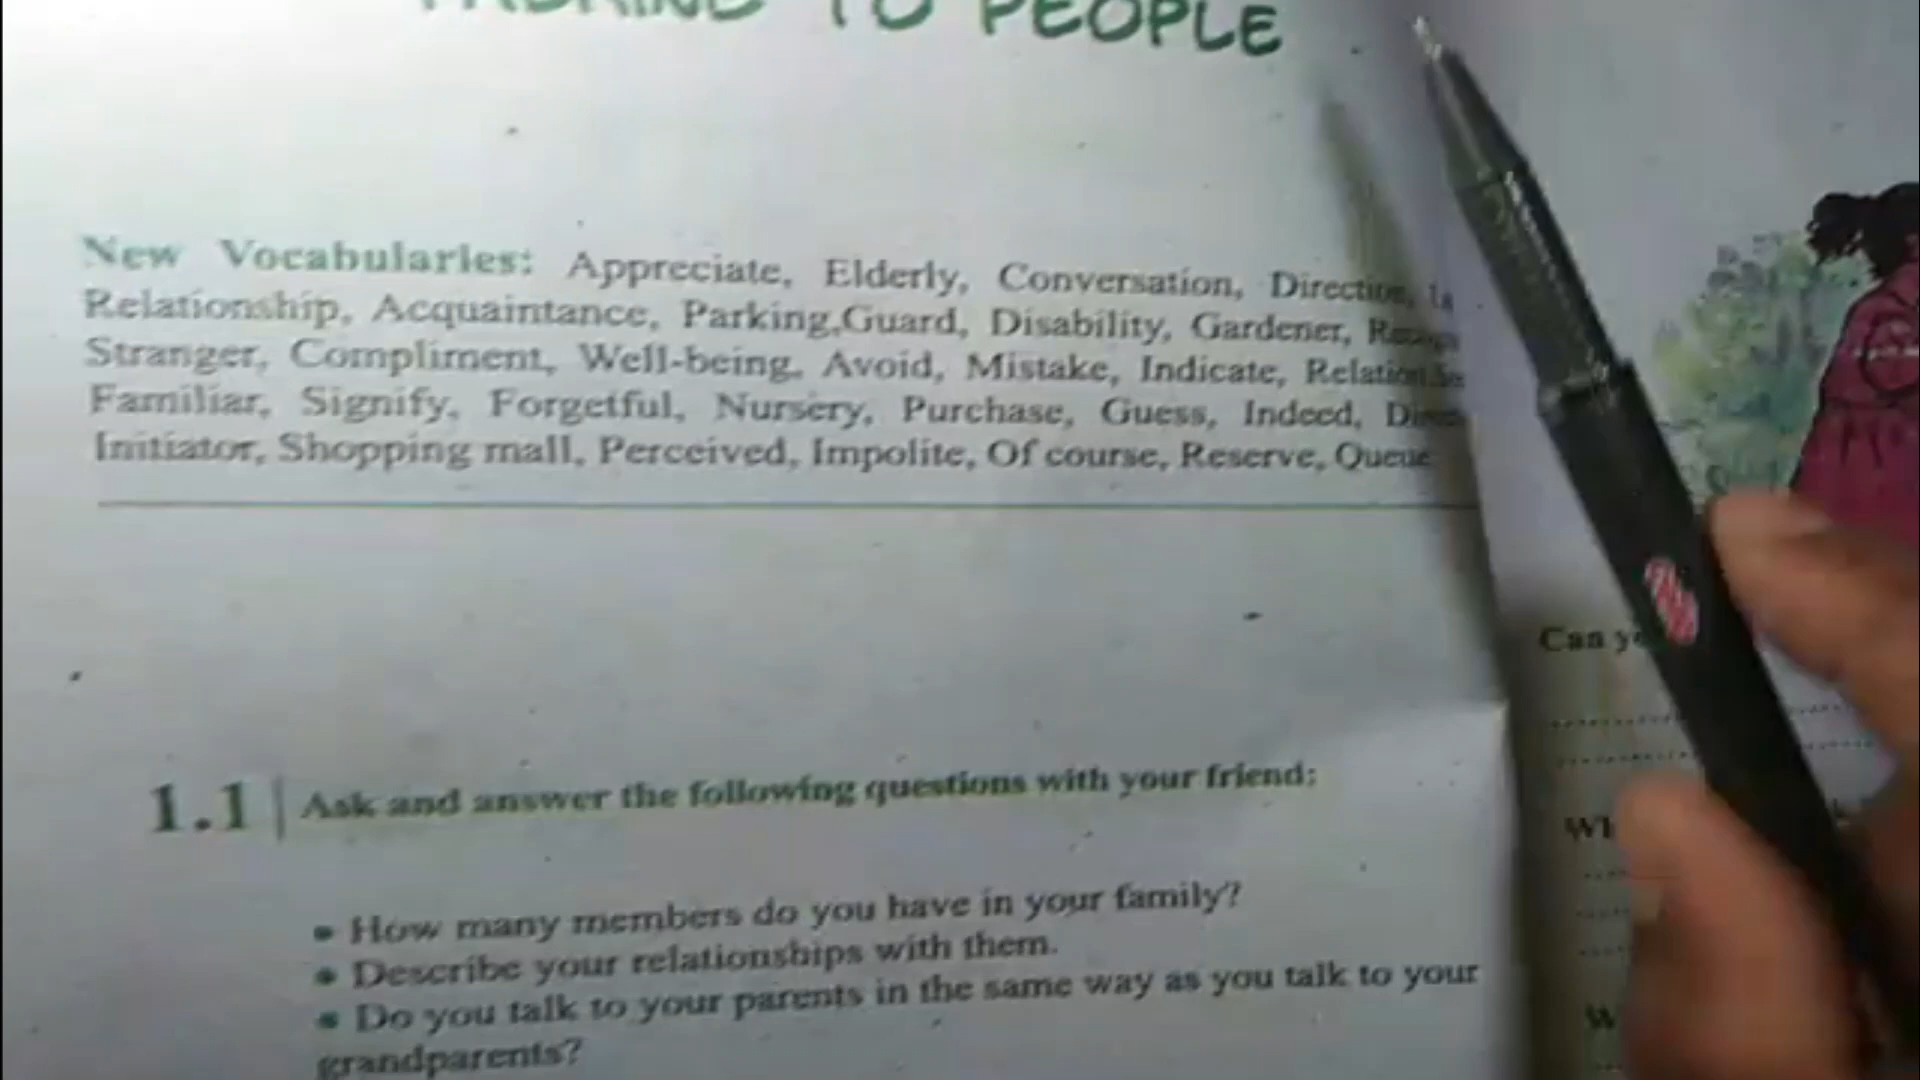 TO PEOPLE
New Vocabularies: Appreciate, Elderly, Conversation, Direction,
Relationship, Acquaintance, Parking,Guard, Disability, Gardener,
Stranger, Compliment, Well-being, Avoid, Mistake, Indicate,
Familiar, Signify, Forgetful, Nursery, Purchase, Guess, Indeed,
Initiator, Shopping mall, Perceived, Impolite, Of course, Reserve, Queue
1.1 | Ask and answer the following questions with your friend:
• How many members do you have in your family?
• Describe your relationships with them.
• Do you talk to your parents in the same way as you talk to your
grandparents?
Can